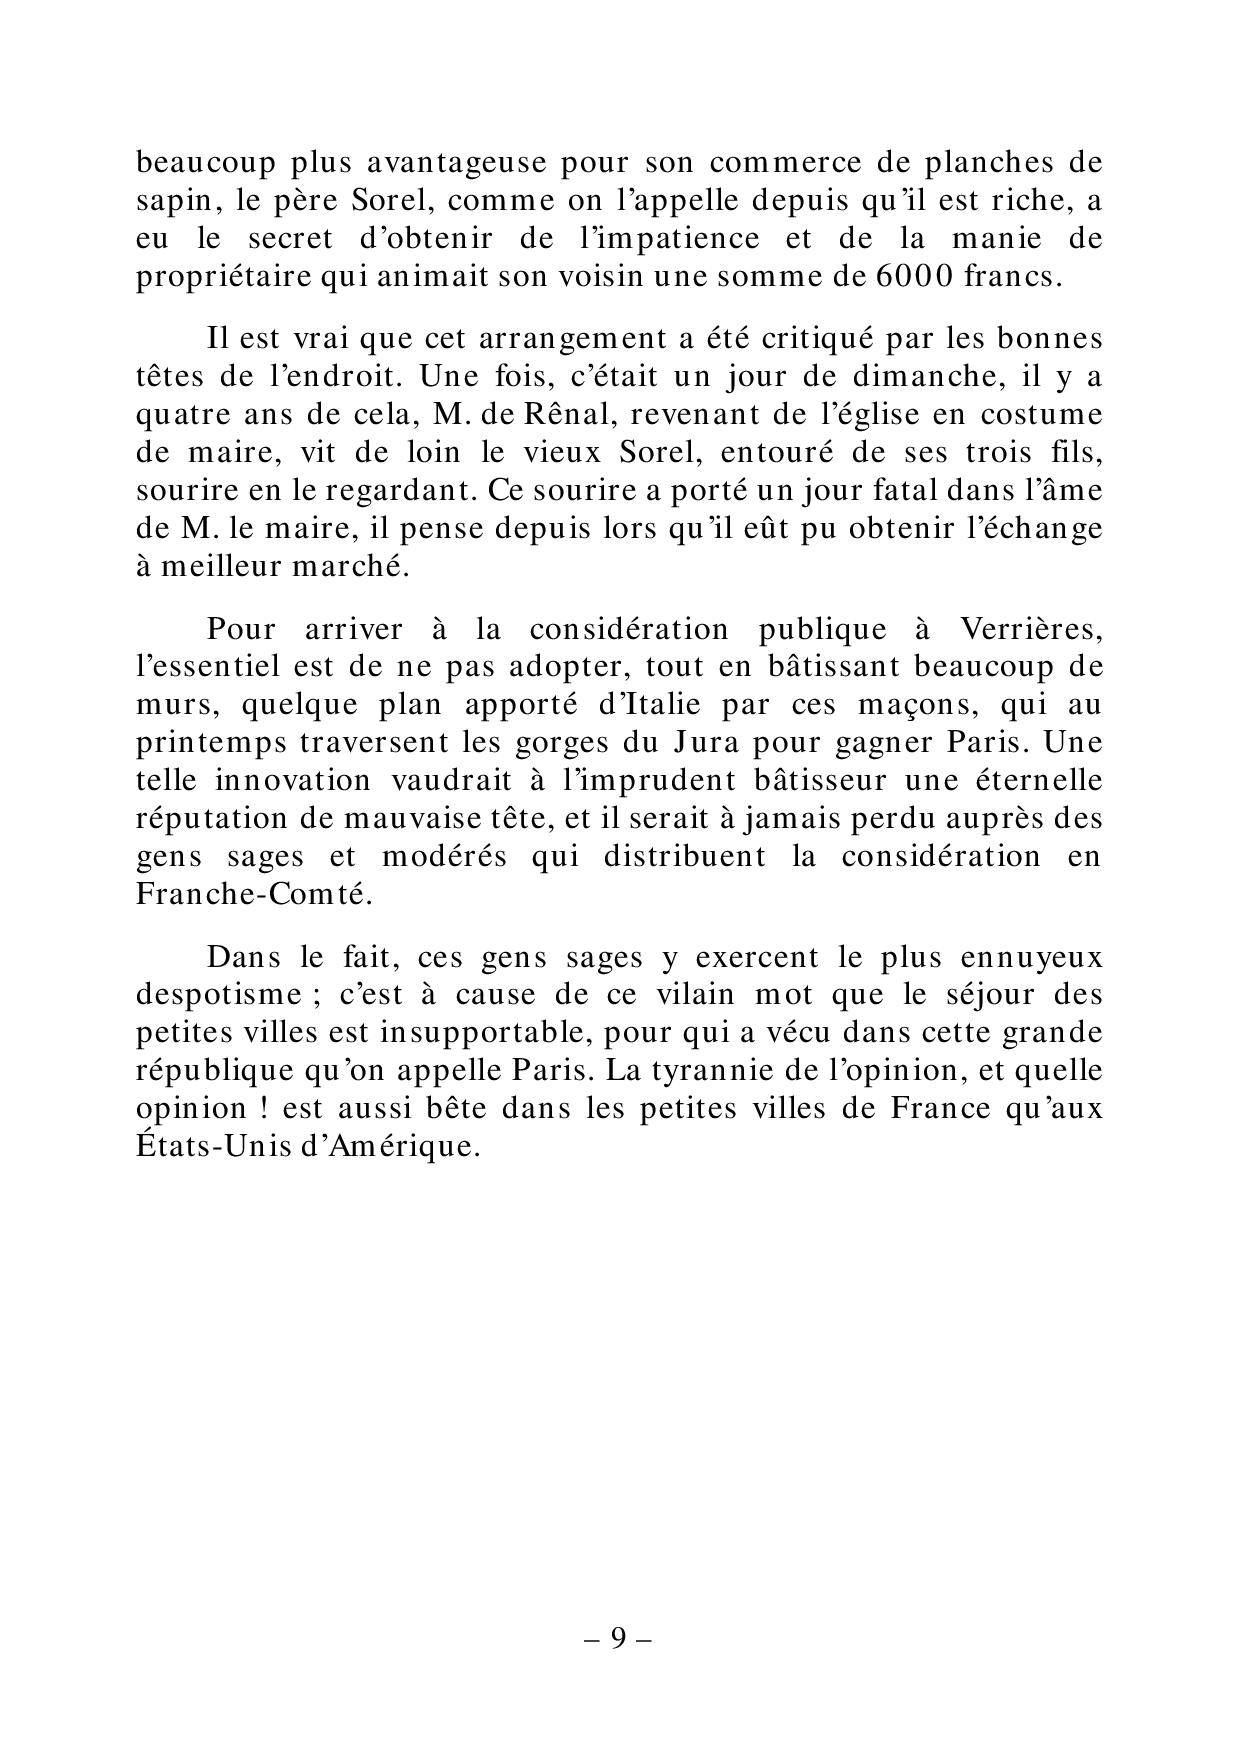 beaucoup plus avantageuse pour son commerce de planches de
sapin, le père Sorel, comme on l’appelle depuis qu’il est riche, a
eu le secret d’obtenir de l’impatience et de la manie de
propriétaire qui animait son voisin une somme de 6000 francs.
Il est vrai que cet arrangement a été critiqué par les bonnes
têtes de l’endroit. Une fois, c’était un jour de dimanche, il y a
quatre ans de cela, M. de Rênal, revenant de l’église en costume
de maire, vit de loin le vieux Sorel, entouré de ses trois fils,
sourire en le regardant. Ce sourire a porté un jour fatal dans l’âme
de M. le maire, il pense depuis lors qu’il eût pu obtenir l’échange
à meilleur marché.
Pour arriver à la considération publique à Verrières,
l’essentiel est de ne pas adopter, tout en bâtissant beaucoup de
murs, quelque plan apporté d’Italie par ces maçons, qui au
printemps traversent les gorges du Jura pour gagner Paris. Une
telle innovation vaudrait à l’imprudent bâtisseur une éternelle
réputation de mauvaise tête, et il serait à jamais perdu auprès des
gens sages et modérés qui distribuent la considération en
Franche-Comté.
Dans le fait, ces gens sages y exercent le plus ennuyeux
despotisme ; c’est à cause de ce vilain mot que le séjour des
petites villes est insupportable, pour qui a vécu dans cette grande
république qu’on appelle Paris. La tyrannie de l’opinion, et quelle
opinion ! est aussi bête dans les petites villes de France qu’aux
États-Unis d’Amérique.
– 9 –